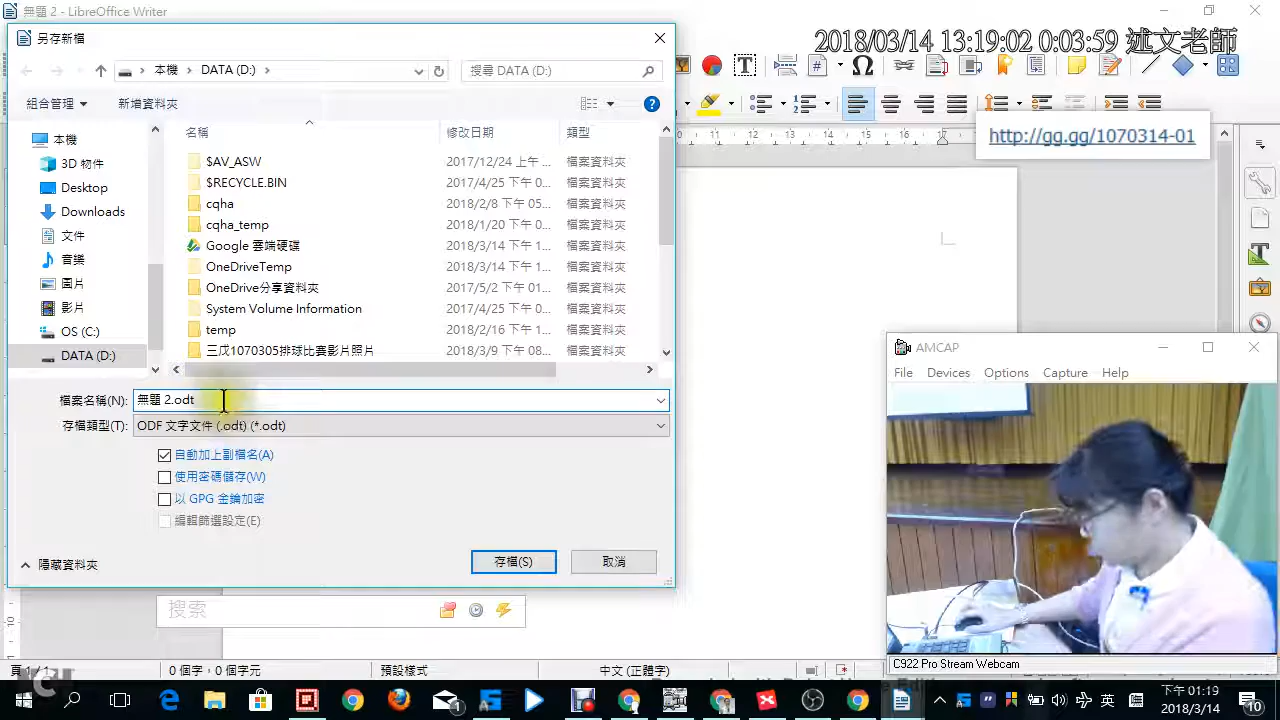 無題 2 - LibreOffice Writer
另存新檔
2018/03/14 13:19:02 0:03:59 述文老師
本機 DATA (D:)
搜尋 DATA (D:)
組合管理 新增資料夾
http://gg.gg/1070314-01
名稱 修改日期 類型
本機
3D 物件
Desktop
Downloads
文件
音樂
圖片
影片
OS (C:)
DATA (D:)
$AV_ASW 2017/12/24 上午 ... 檔案資料夾
$RECYCLE.BIN 2017/4/25 下午 0... 檔案資料夾
cqha 2018/2/8 下午 05... 檔案資料夾
cqha_temp 2018/1/20 下午 0... 檔案資料夾
Google 雲端硬碟 2018/3/14 下午 1... 檔案資料夾
OneDriveTemp 2018/3/14 下午 1... 檔案資料夾
OneDrive分享資料夾 2017/5/2 下午 01... 檔案資料夾
System Volume Information 2017/4/25 下午 0... 檔案資料夾
temp 2018/2/16 下午 1... 檔案資料夾
三戊1070305排球比賽影片照片 2018/3/9 下午 08... 檔案資料夾
檔案名稱(N): 無題 2.odt
存檔類型(T): ODF 文字文件 (.odt) (*.odt)
自動加上副檔名(A)
使用密碼儲存(W)
以 GPG 金鑰加密
編輯篩選設定(E)
隱藏資料夾 存檔(S) 取消
搜索
AMCAP
File Devices Options Capture Help
C922 Pro Stream Webcam
頁 1 / 1 0 個字, 0 個字元 預設樣式 中文 (正體字)
英
下午 01:19
2018/3/14
10